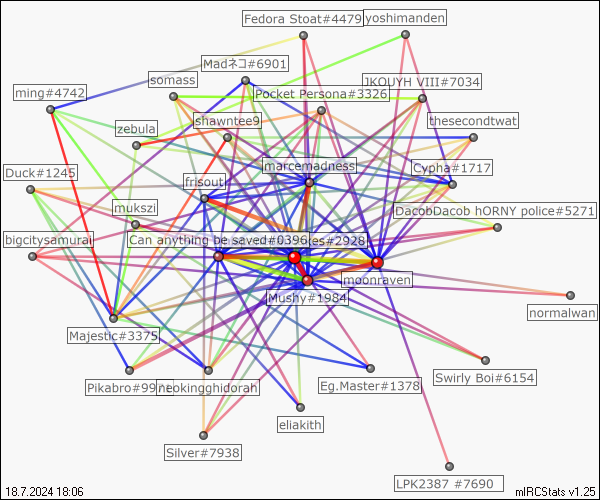 Fedora Stoat#4479
yoshimanden
Madネコ#6901
somass
JKOUYH VIII#7034
ming#4742
Pocket Persona#3326
shawntee9
thesecondtwat
zebula
marcemadness
Cypha#1717
Duck#1245
frisout
mukszi
DacobDacob hORNY police#5271
bigcitysamurai
Can anything be saved#0396
es#2928
moonraven
Mushy#1984
normalwan
Majestic#3375
Swirly Boi#6154
Pikabro#99
neokingghidorah
Eg.Master#1378
eliakith
Silver#7938
LPK2387 #7690
18.7.2024 18:06
mIRCStats v1.25